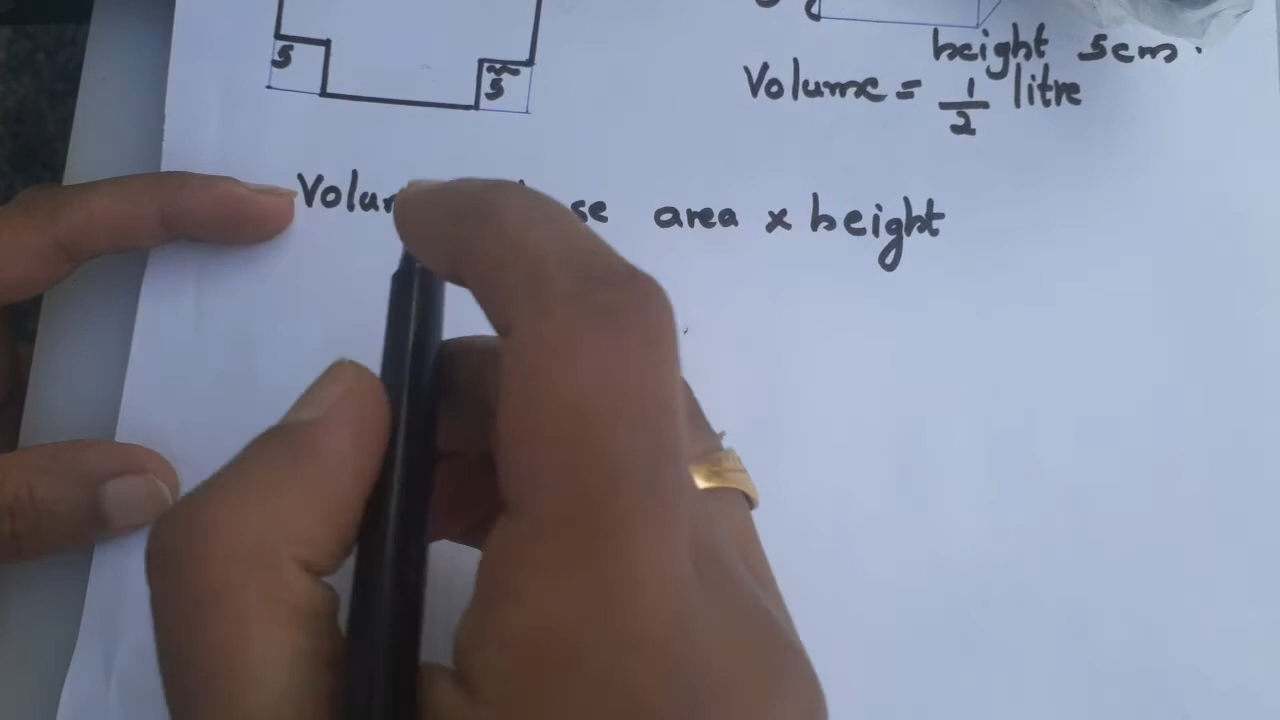 5
5
height 5cm.
Volume = 1/2 litre
area × height